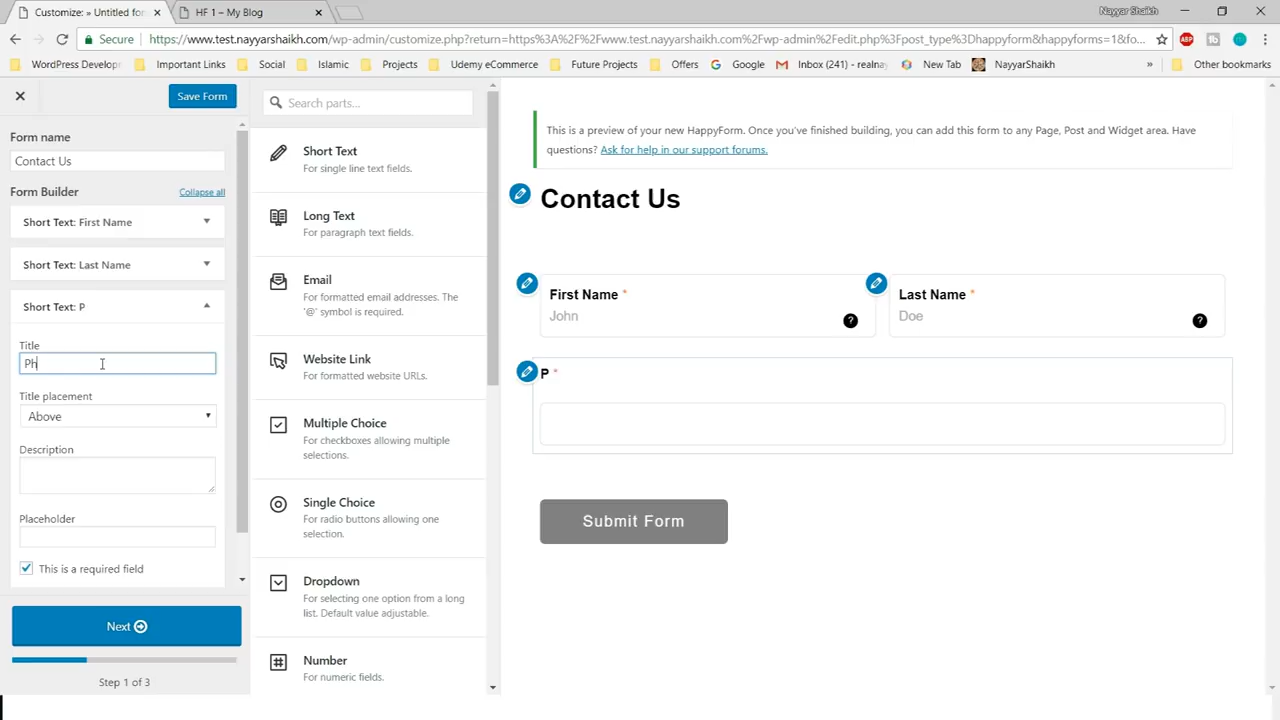 Customize: » Untitled for
HF 1 – My Blog
Nayyar Shaikh
Secure
https://www.test.nayyarshaikh.com/wp-admin/customize.php?return=https%3A%2F%2Fwww.test.nayyarshaikh.com%2Fwp-admin%2Fedit.php%3Fpost_type%3Dhappyform&happyforms=1&fo...
ABP
WordPress Develop
Important Links
Social
Islamic
Projects
Udemy eCommerce
Future Projects
Offers
Google
Inbox (241) - realna
New Tab
NayyarShaikh
»
Other bookmarks
Save Form
Form name
Contact Us
Form Builder
Collapse all
Short Text: First Name
Short Text: Last Name
Short Text: P
Title
Ph
Title placement
Above
Description
Placeholder
This is a required field
Next
Step 1 of 3
Search parts...
Short Text
For single line text fields.
Long Text
For paragraph text fields.
Email
For formatted email addresses. The
'@' symbol is required.
Website Link
For formatted website URLs.
Multiple Choice
For checkboxes allowing multiple
selections.
Single Choice
For radio buttons allowing one
selection.
Dropdown
For selecting one option from a long
list. Default value adjustable.
Number
For numeric fields.
This is a preview of your new HappyForm. Once you've finished building, you can add this form to any Page, Post and Widget area. Have
questions? Ask for help in our support forums.
Contact Us
First Name *
John
?
Last Name *
Doe
?
P *
Submit Form